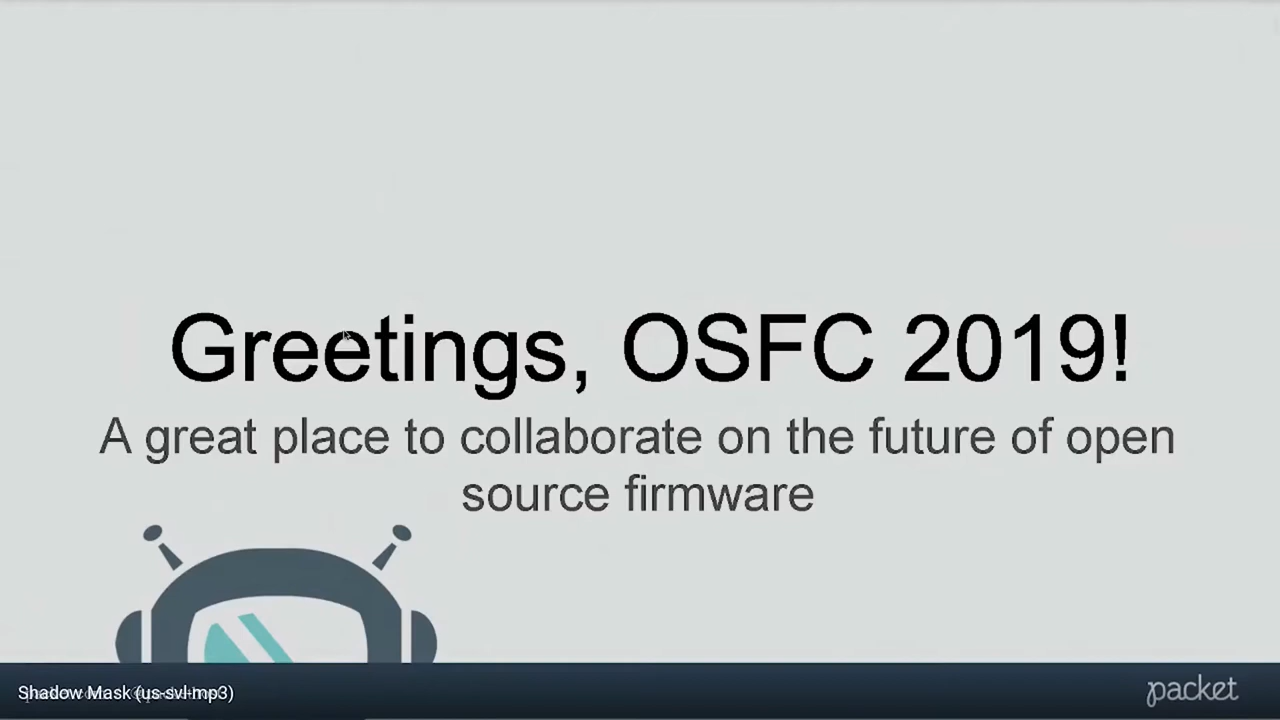 Greetings, OSFC 2019!
A great place to collaborate on the future of open
source firmware
Shadow Mask (us-svl-mp3)
packet